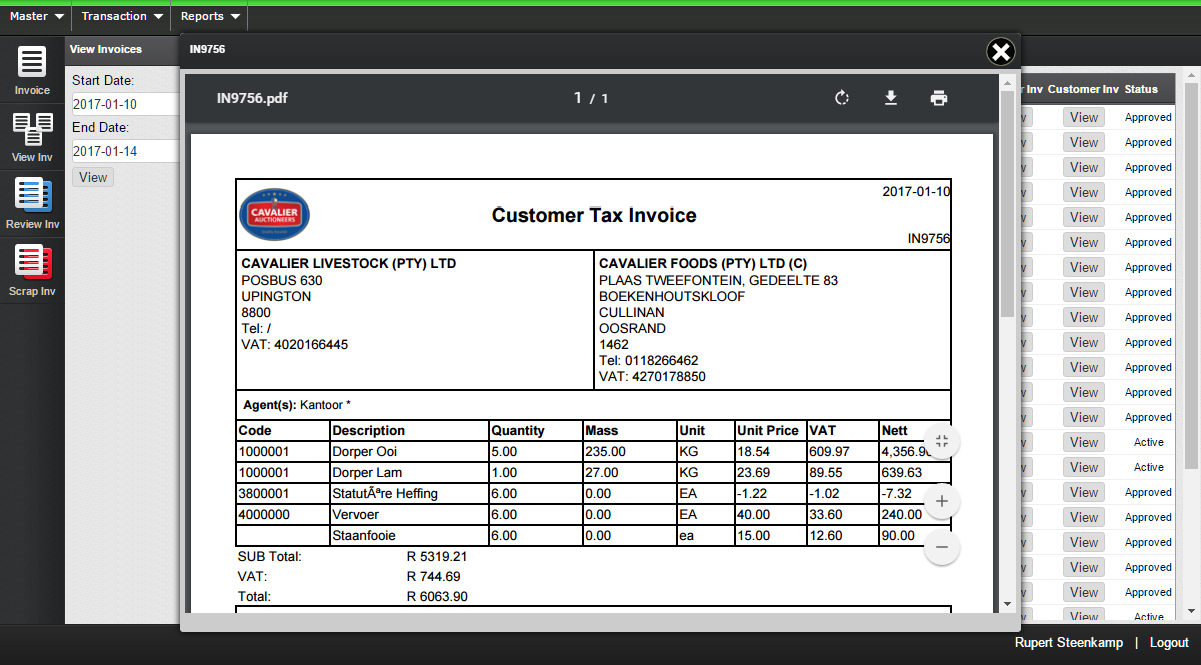 Master Transaction Reports
Invoice
View Inv
Review Inv
Scrap Inv
View Invoices
Start Date:
2017-01-10
End Date:
2017-01-14
View
IN9756
IN9756.pdf 1 / 1
CAVALIER
AUCTIONEERS
Customer Tax Invoice
2017-01-10
IN9756
CAVALIER LIVESTOCK (PTY) LTD
POSBUS 630
UPINGTON
8800
Tel: /
VAT: 4020166445
CAVALIER FOODS (PTY) LTD (C)
PLAAS TWEEFONTEIN, GEDEELTE 83
BOEKENHOUTSKLOOF
CULLINAN
OOSRAND
1462
Tel: 0118266462
VAT: 4270178850
Agent(s): Kantoor *
Code Description Quantity Mass Unit Unit Price VAT Nett
1000001 Dorper Ooi 5.00 235.00 KG 18.54 609.97 4,356.90
1000001 Dorper Lam 1.00 27.00 KG 23.69 89.55 639.63
3800001 StatutÃªre Heffing 6.00 0.00 EA -1.22 -1.02 -7.32
4000000 Vervoer 6.00 0.00 EA 40.00 33.60 240.00
Staanfooie 6.00 0.00 ea 15.00 12.60 90.00
SUB Total: R 5319.21
VAT: R 744.69
Total: R 6063.90
Inv Customer Inv Status
View Approved
View Approved
View Approved
View Approved
View Approved
View Approved
View Approved
View Approved
View Approved
View Approved
View Approved
View Approved
View Approved
View Active
View Active
View Approved
View Approved
View Approved
View Approved
View Approved
View Active
Rupert Steenkamp | Logout